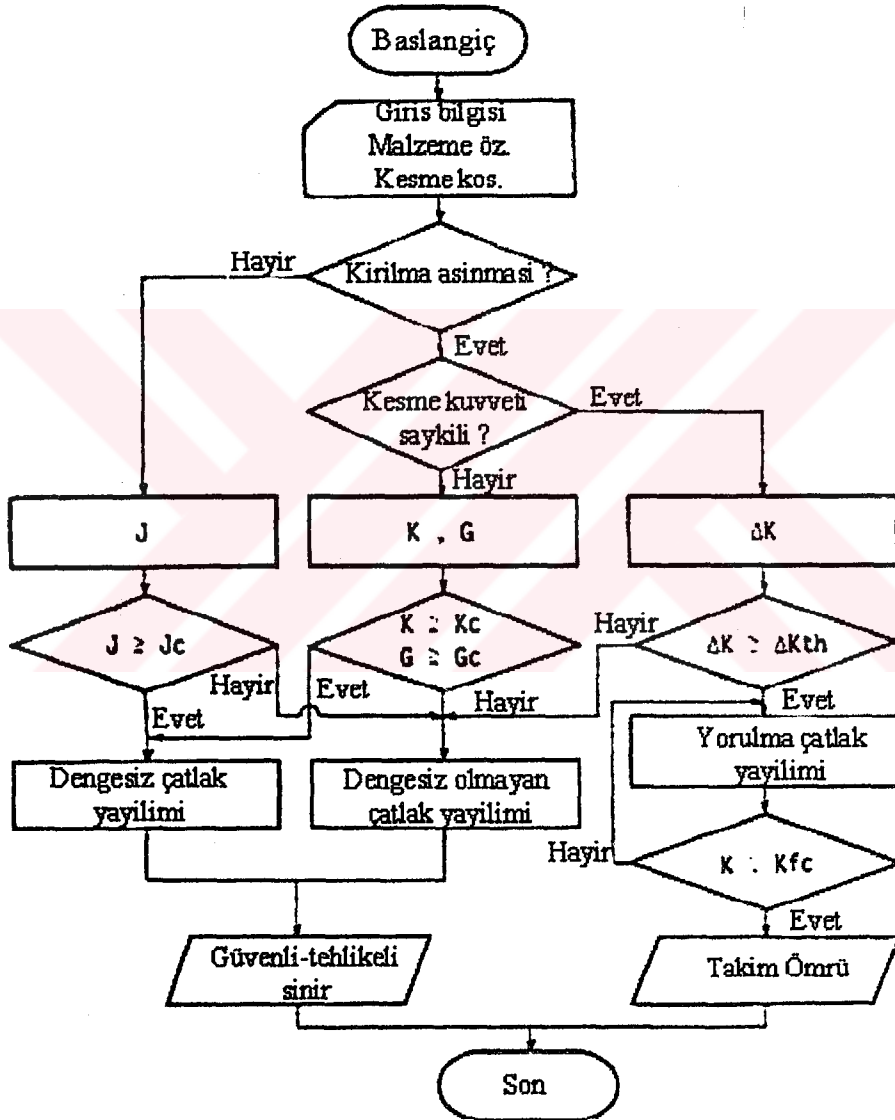 Baslangiç
Giris bilgisi
Malzeme öz.
Kesme kos.
Kirilma asinmasi ?
Hayir
Evet
Kesme kuvveti
saykili ?
Evet
Hayir
J
K , G
ΔK
J ≥ Jc
K ≥ Kc
G ≥ Gc
Hayir
ΔK ΔKth
Hayir
Evet
Hayir
Evet
Evet
Dengesiz çatlak
yayilimi
Dengesiz olmayan
çatlak yayilimi
Yorulma çatlak
yayilimi
Hayir
K Kfc
Evet
Güvenli-tehlikeli
sinir
Takim Ömrü
Son